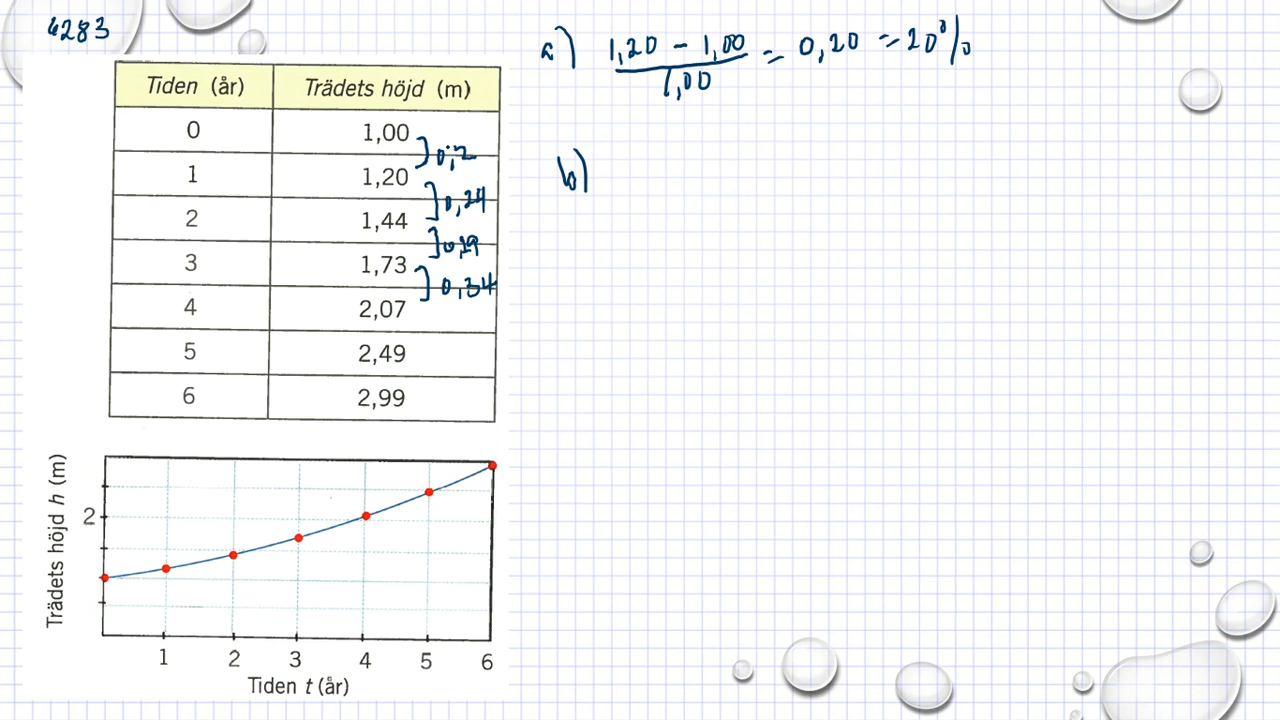 4283
a) 1,20 - 1,00 / 1,00 = 0,20 = 20%
Tiden (år) Trädets höjd (m)
0 1,00
0,2
1 1,20
0,24
2 1,44
0,29
3 1,73
0,34
4 2,07
5 2,49
6 2,99
b)
Trädets höjd h (m)
2
1 2 3 4 5 6
Tiden t (år)